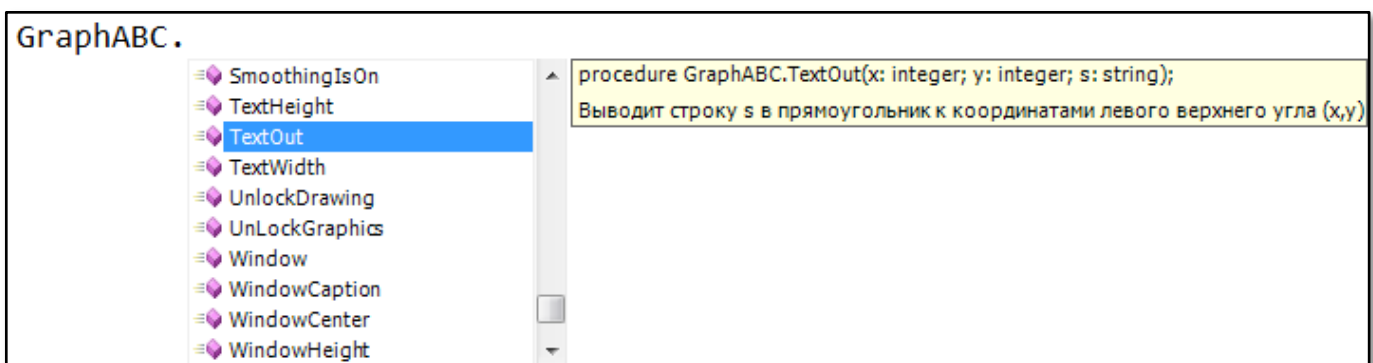 GraphABC.
SmoothingIsOn
TextHeight
TextOut
TextWidth
UnlockDrawing
UnLockGraphics
Window
WindowCaption
WindowCenter
WindowHeight
procedure GraphABC.TextOut(x: integer; y: integer; s: string);
Выводит строку s в прямоугольник к координатами левого верхнего угла (x,y)